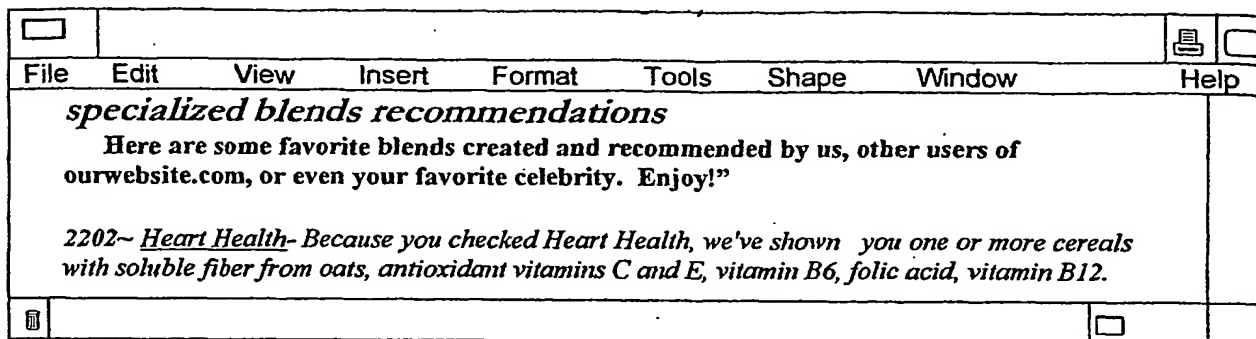 File Edit View Insert Format Tools Shape Window Help
specialized blends recommendations
Here are some favorite blends created and recommended by us, other users of
ourwebsite.com, or even your favorite celebrity. Enjoy!”
2202~ Heart Health- Because you checked Heart Health, we've shown you one or more cereals
with soluble fiber from oats, antioxidant vitamins C and E, vitamin B6, folic acid, vitamin B12.